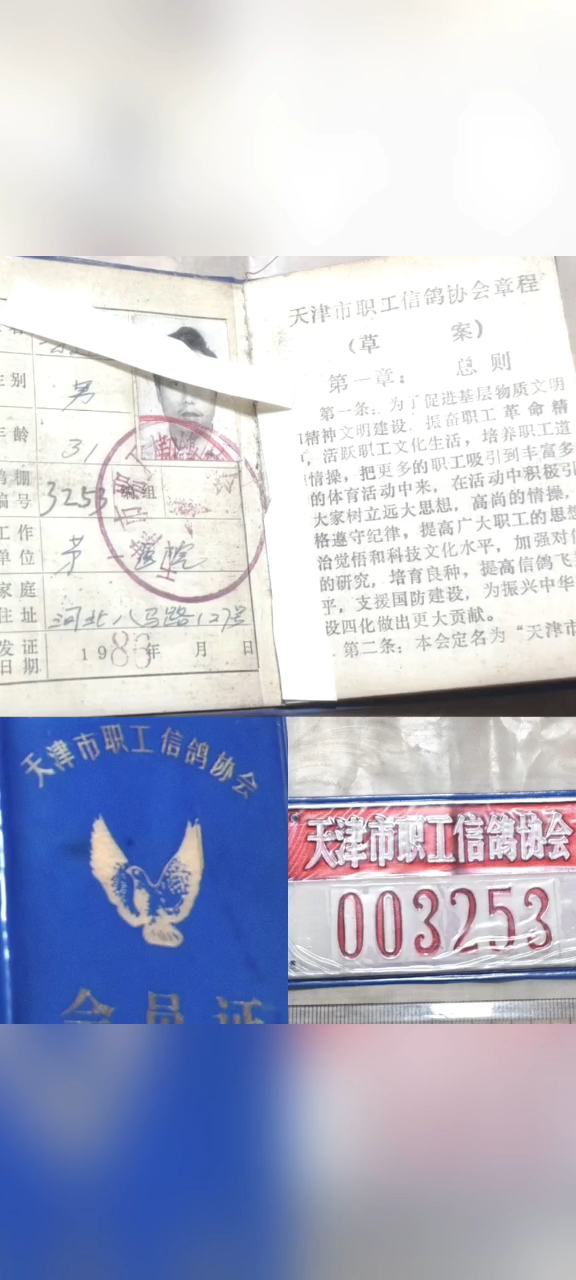 性别 男
年龄 31
鸽棚编号 3253
工作单位 第一医院
家庭住址 河北八马路127号
发证日期 1986年 月 日
天津市职工信鸽协会章程
(草 案)
第一章: 总则
第一条: 为了促进基层物质文明
精神文明建设, 振奋职工革命精
活跃职工文化生活, 培养职工道
情操, 把更多的职工吸引到丰富多
的体育活动中来, 在活动中积极引
大家树立远大思想, 高尚的情操,
格遵守纪律, 提高广大职工的思想
治觉悟和科技文化水平, 加强对信
的研究, 培育良种, 提高信鸽飞
平, 支援国防建设, 为振兴中华
设四化做出更大贡献。
第二条: 本会定名为“天津市
天津市职工信鸽协会
会员证
天津市职工信鸽协会
003253